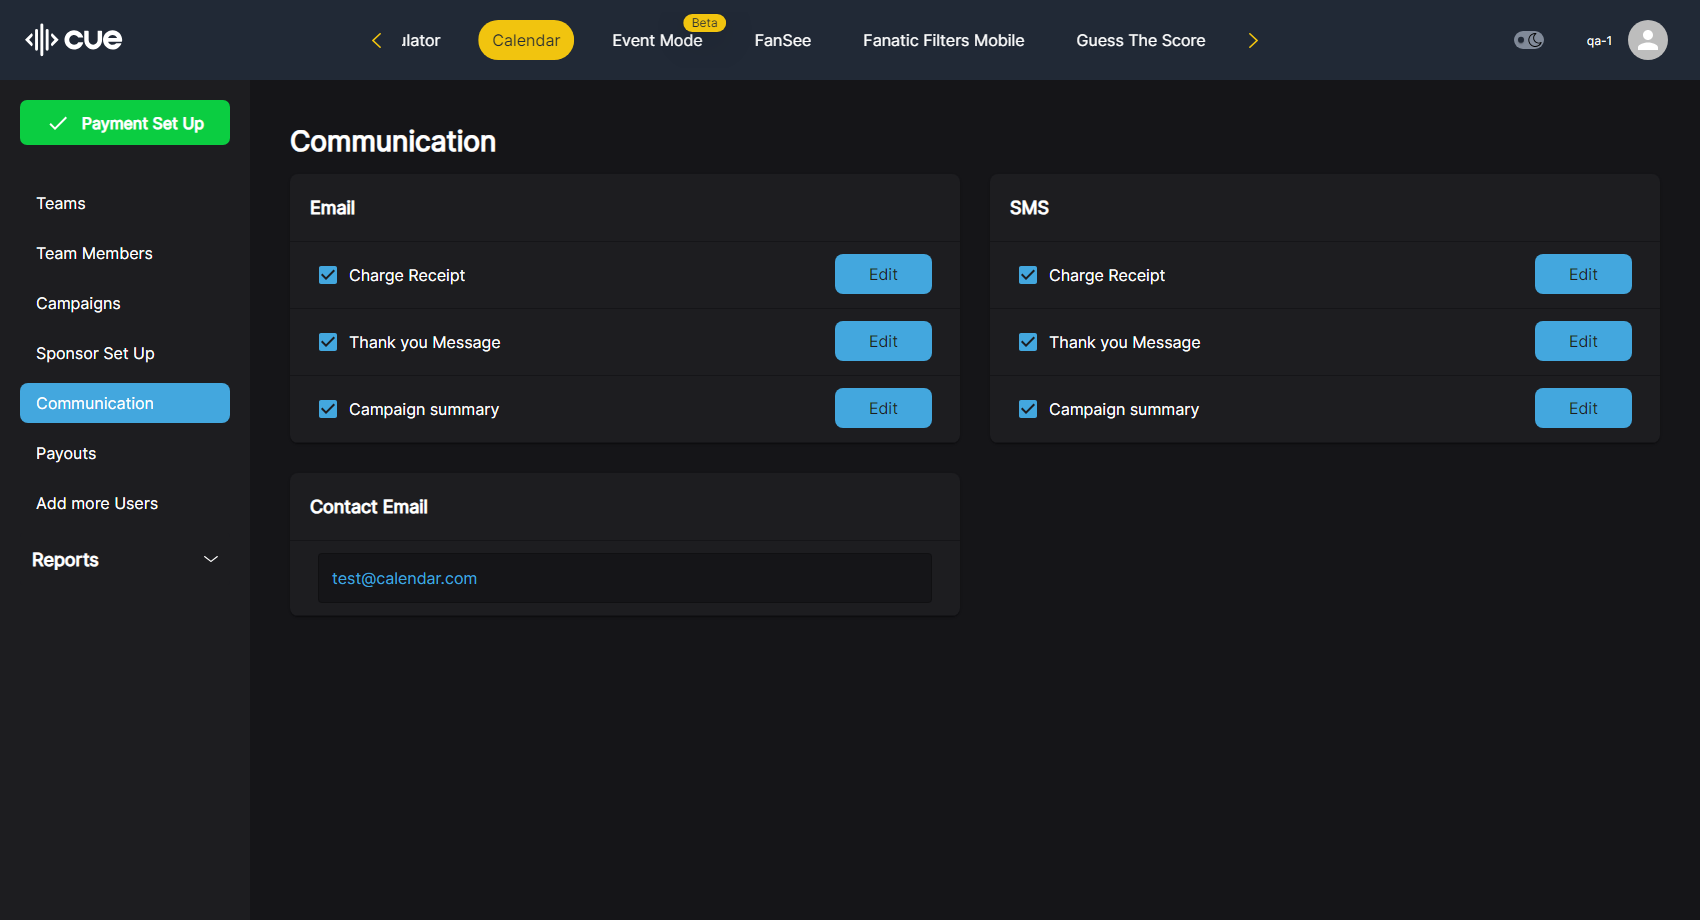 cue
ılator
Calendar
Event Mode
Beta
FanSee
Fanatic Filters Mobile
Guess The Score
qa-1
Payment Set Up
Teams
Team Members
Campaigns
Sponsor Set Up
Communication
Payouts
Add more Users
Reports
Communication
Email
Charge Receipt
Edit
Thank you Message
Edit
Campaign summary
Edit
SMS
Charge Receipt
Edit
Thank you Message
Edit
Campaign summary
Edit
Contact Email
test@calendar.com